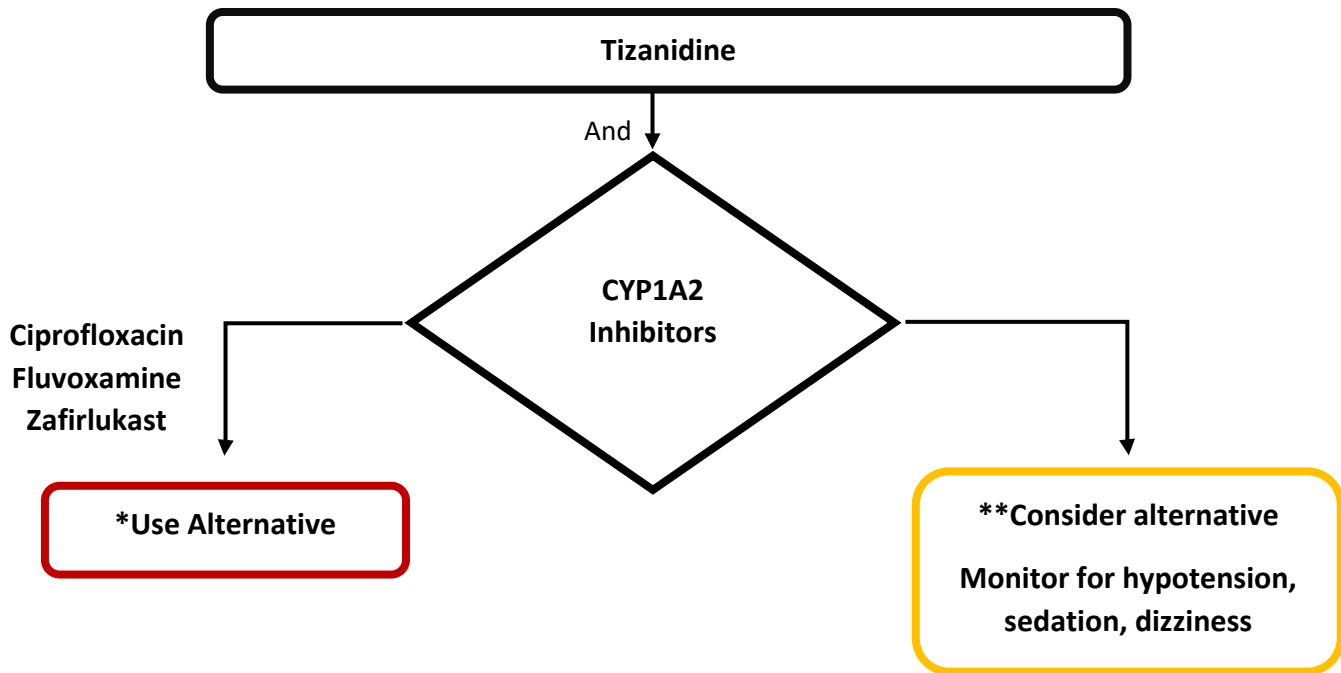 Tizanidine
And
CYP1A2
Inhibitors
Ciprofloxacin
Fluvoxamine
Zafirlukast
*Use Alternative
**Consider alternative
Monitor for hypotension,
sedation, dizziness